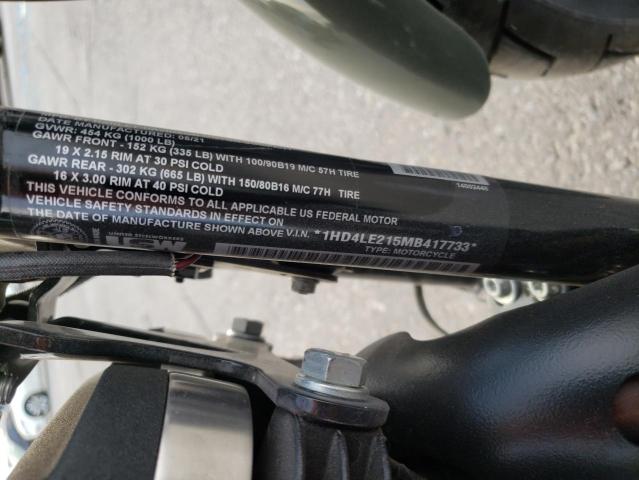 DATE MANUFACTURED: 05/21
GVWR: 454 KG (1000 LB)
GAWR FRONT - 152 KG (335 LB) WITH 100/90B19 M/C 57H TIRE
19 X 2.15 RIM AT 30 PSI COLD
GAWR REAR - 302 KG (665 LB) WITH 150/80B16 M/C 77H TIRE
16 X 3.00 RIM AT 40 PSI COLD
THIS VEHICLE CONFORMS TO ALL APPLICABLE US FEDERAL MOTOR
VEHICLE SAFETY STANDARDS IN EFFECT ON
THE DATE OF MANUFACTURE SHOWN ABOVE V.I.N. *1HD4LE215MB417733*
TYPE: MOTORCYCLE
UNITED STEELWORKERS